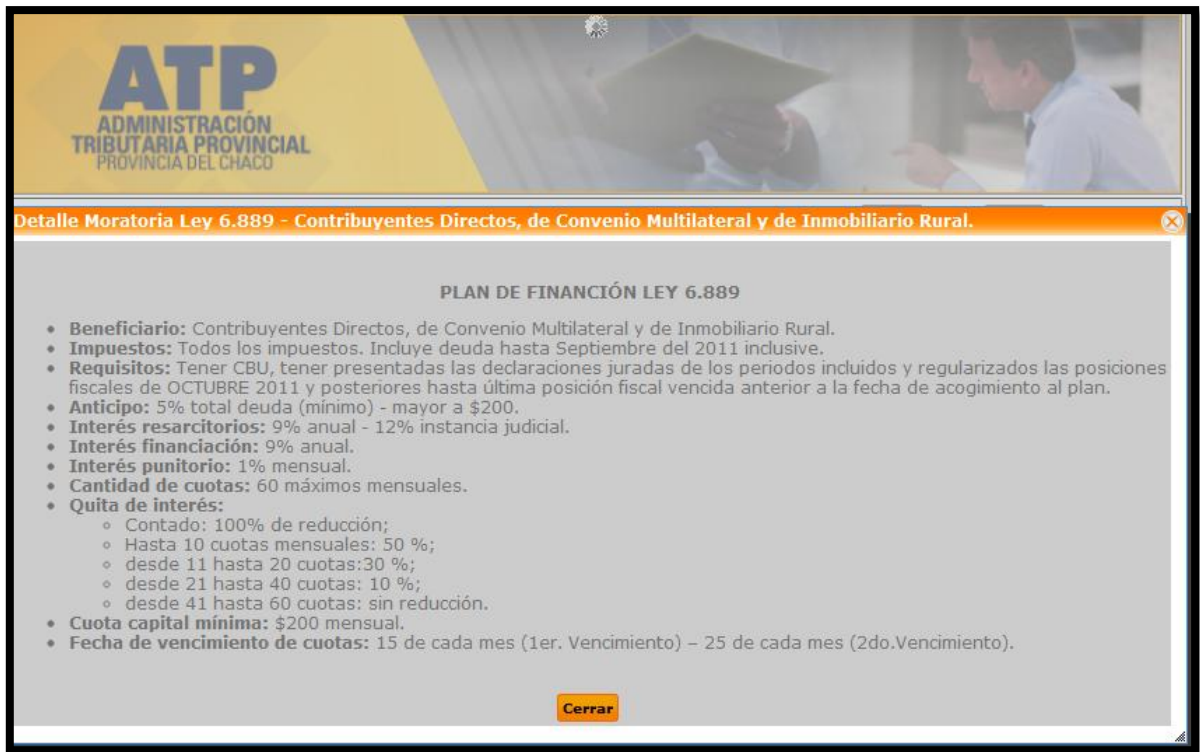 ATP
ADMINISTRACIÓN
TRIBUTARIA PROVINCIAL
PROVINCIA DEL CHACO
Detalle Moratoria Ley 6.889 - Contribuyentes Directos, de Convenio Multilateral y de Inmobiliario Rural.
PLAN DE FINANCIÓN LEY 6.889
• Beneficiario: Contribuyentes Directos, de Convenio Multilateral y de Inmobiliario Rural.
• Impuestos: Todos los impuestos. Incluye deuda hasta Septiembre del 2011 inclusive.
• Requisitos: Tener CBU, tener presentadas las declaraciones juradas de los periodos incluidos y regularizados las posiciones
fiscales de OCTUBRE 2011 y posteriores hasta última posición fiscal vencida anterior a la fecha de acogimiento al plan.
• Anticipo: 5% total deuda (mínimo) - mayor a $200.
• Interés resarcitorios: 9% anual - 12% instancia judicial.
• Interés financiación: 9% anual.
• Interés punitorio: 1% mensual.
• Cantidad de cuotas: 60 máximos mensuales.
• Quita de interés:
◦ Contado: 100% de reducción;
◦ Hasta 10 cuotas mensuales: 50 %;
◦ desde 11 hasta 20 cuotas:30 %;
◦ desde 21 hasta 40 cuotas: 10 %;
◦ desde 41 hasta 60 cuotas: sin reducción.
• Cuota capital mínima: $200 mensual.
• Fecha de vencimiento de cuotas: 15 de cada mes (1er. Vencimiento) – 25 de cada mes (2do.Vencimiento).
Cerrar